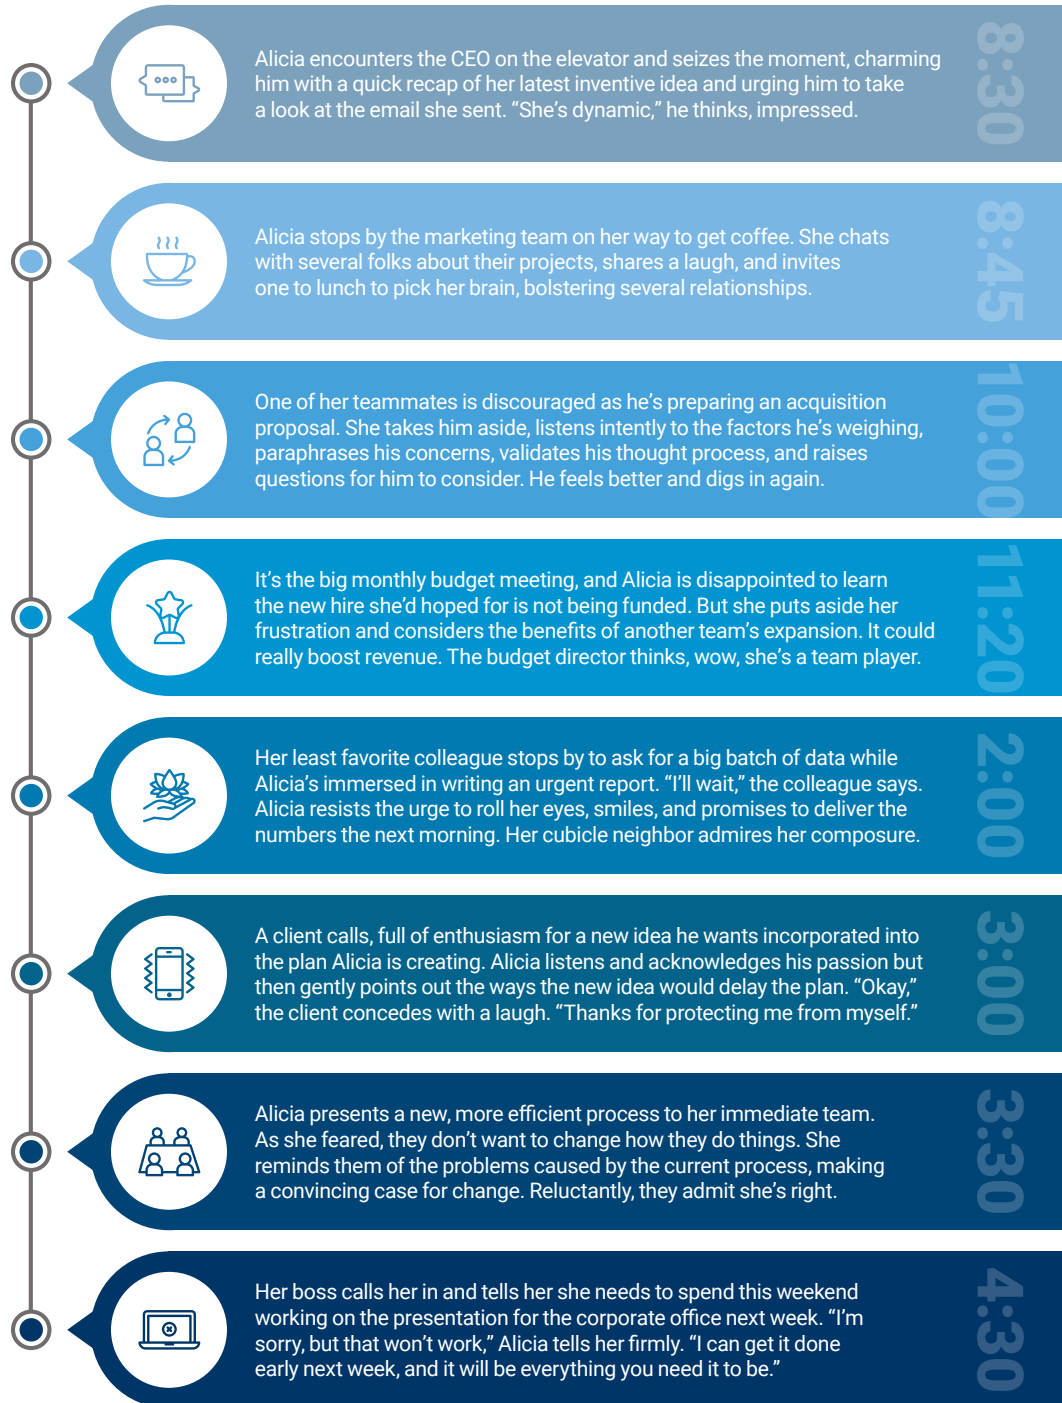 Alicia encounters the CEO on the elevator and seizes the moment, charming
him with a quick recap of her latest inventive idea and urging him to take
a look at the email she sent. “She’s dynamic,” he thinks, impressed.
8:30
Alicia stops by the marketing team on her way to get coffee. She chats
with several folks about their projects, shares a laugh, and invites
one to lunch to pick her brain, bolstering several relationships.
8:45
One of her teammates is discouraged as he’s preparing an acquisition
proposal. She takes him aside, listens intently to the factors he’s weighing,
paraphrases his concerns, validates his thought process, and raises
questions for him to consider. He feels better and digs in again.
10:00
It’s the big monthly budget meeting, and Alicia is disappointed to learn
the new hire she’d hoped for is not being funded. But she puts aside her
frustration and considers the benefits of another team’s expansion. It could
really boost revenue. The budget director thinks, wow, she’s a team player.
11:20
Her least favorite colleague stops by to ask for a big batch of data while
Alicia’s immersed in writing an urgent report. “I’ll wait,” the colleague says.
Alicia resists the urge to roll her eyes, smiles, and promises to deliver the
numbers the next morning. Her cubicle neighbor admires her composure.
2:00
A client calls, full of enthusiasm for a new idea he wants incorporated into
the plan Alicia is creating. Alicia listens and acknowledges his passion but
then gently points out the ways the new idea would delay the plan. “Okay,”
the client concedes with a laugh. “Thanks for protecting me from myself.”
3:00
Alicia presents a new, more efficient process to her immediate team.
As she feared, they don’t want to change how they do things. She
reminds them of the problems caused by the current process, making
a convincing case for change. Reluctantly, they admit she’s right.
3:30
Her boss calls her in and tells her she needs to spend this weekend
working on the presentation for the corporate office next week. “I’m
sorry, but that won’t work,” Alicia tells her firmly. “I can get it done
early next week, and it will be everything you need it to be.”
4:30